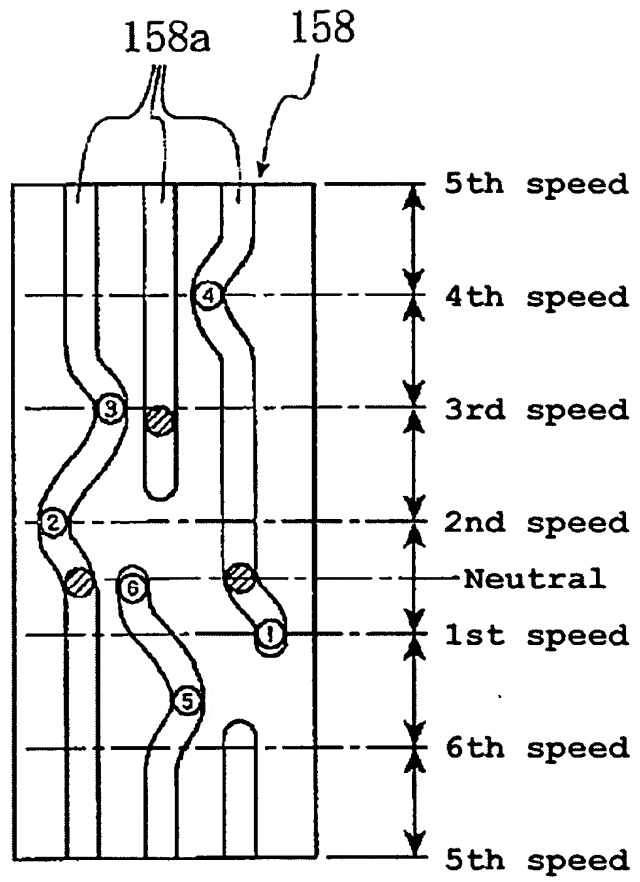 158a
158
5th speed
4
4th speed
3
3rd speed
2
2nd speed
6
Neutral
1
1st speed
5
6th speed
5th speed